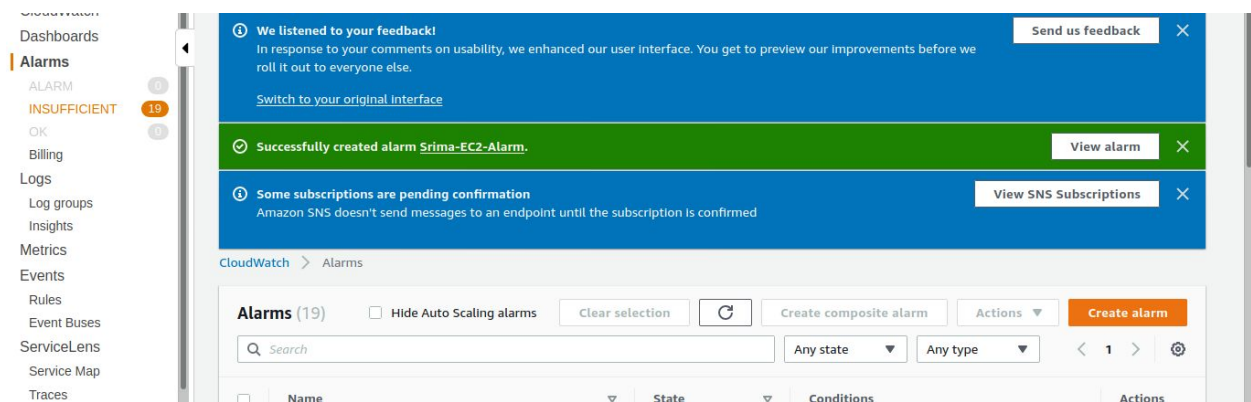 CloudWatch
Dashboards
Alarms
ALARM 0
INSUFFICIENT 19
OK 0
Billing
Logs
Log groups
Insights
Metrics
Events
Rules
Event Buses
ServiceLens
Service Map
Traces
We listened to your feedback!
In response to your comments on usability, we enhanced our user interface. You get to preview our improvements before we
roll it out to everyone else.
Switch to your original interface
Send us feedback
Successfully created alarm Srima-EC2-Alarm.
View alarm
Some subscriptions are pending confirmation
Amazon SNS doesn't send messages to an endpoint until the subscription is confirmed
View SNS Subscriptions
CloudWatch > Alarms
Alarms (19) Hide Auto Scaling alarms Clear selection Create composite alarm Actions Create alarm
Search Any state Any type 1
Name State Conditions Actions